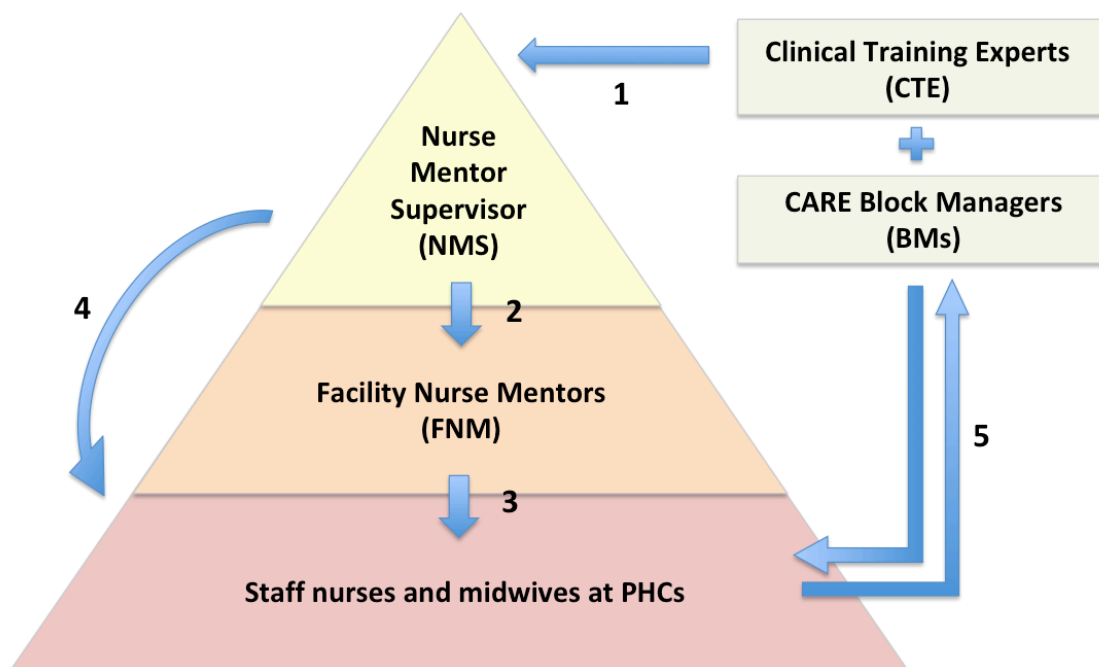 Clinical Training Experts
(CTE)
1
Nurse
Mentor
Supervisor
(NMS)
CARE Block Managers
(BMs)
4
2
Facility Nurse Mentors
(FNM)
5
3
Staff nurses and midwives at PHCs